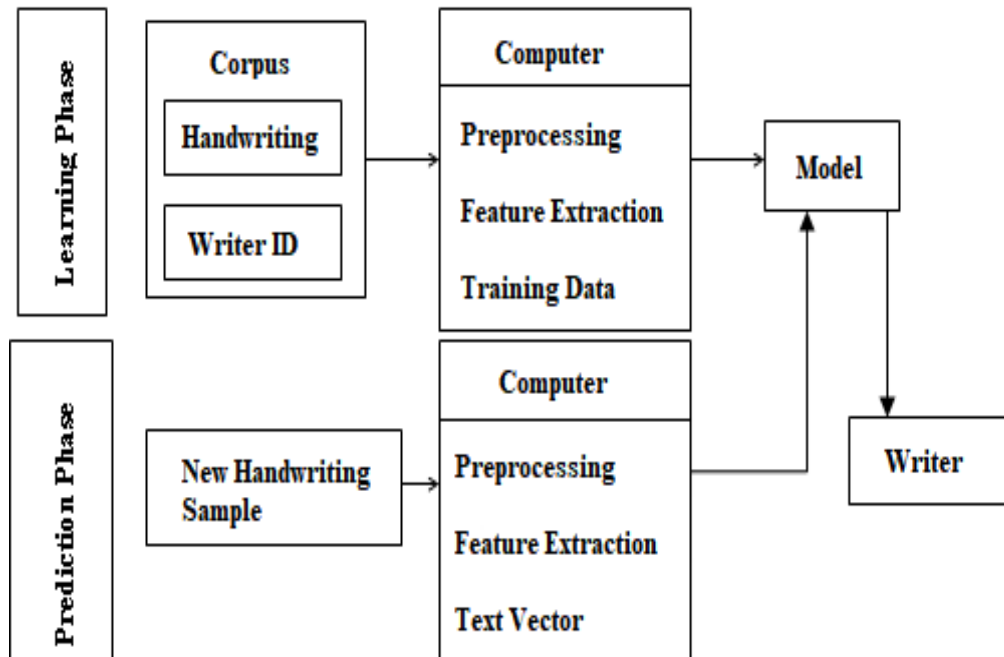 Learning Phase
Corpus
Handwriting
Writer ID
Computer
Preprocessing
Feature Extraction
Training Data
Model
Prediction Phase
New Handwriting
Sample
Computer
Preprocessing
Feature Extraction
Text Vector
Writer